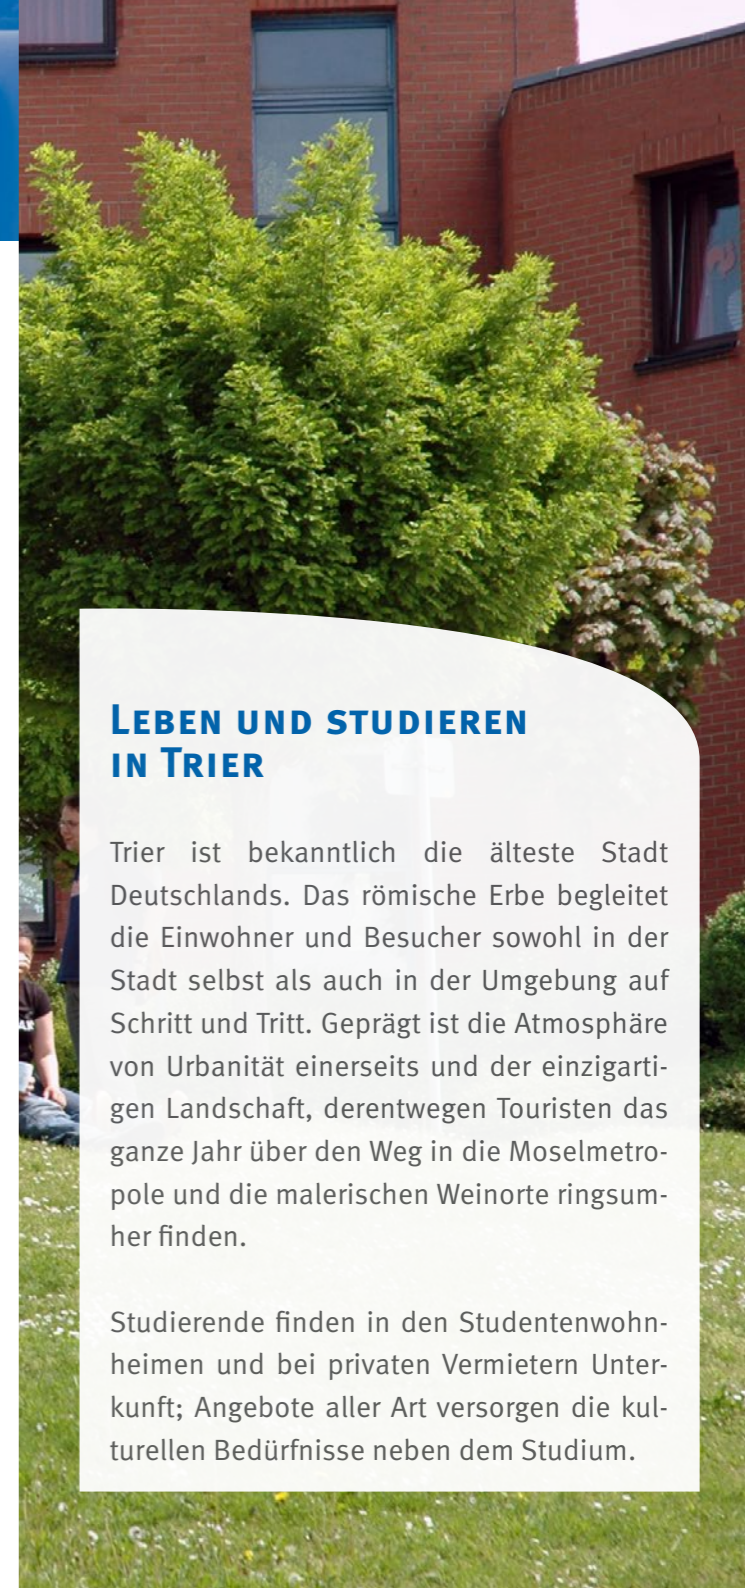 Leben und studieren
in Trier
Trier ist bekanntlich die älteste Stadt
Deutschlands. Das römische Erbe begleitet
die Einwohner und Besucher sowohl in der
Stadt selbst als auch in der Umgebung auf
Schritt und Tritt. Geprägt ist die Atmosphäre
von Urbanität einerseits und der einzigarti-
gen Landschaft, derentwegen Touristen das
ganze Jahr über den Weg in die Moselmetro-
pole und die malerischen Weinorte ringsum-
her finden.
Studierende finden in den Studentenwohn-
heimen und bei privaten Vermietern Unter-
kunft; Angebote aller Art versorgen die kul-
turellen Bedürfnisse neben dem Studium.